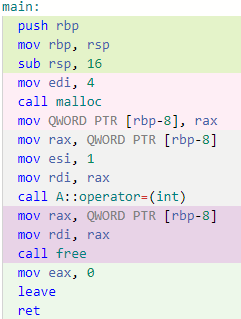 main:
push rbp
mov rbp, rsp
sub rsp, 16
mov edi, 4
call malloc
mov QWORD PTR [rbp-8], rax
mov rax, QWORD PTR [rbp-8]
mov esi, 1
mov rdi, rax
call A::operator=(int)
mov rax, QWORD PTR [rbp-8]
mov rdi, rax
call free
mov eax, 0
leave
ret